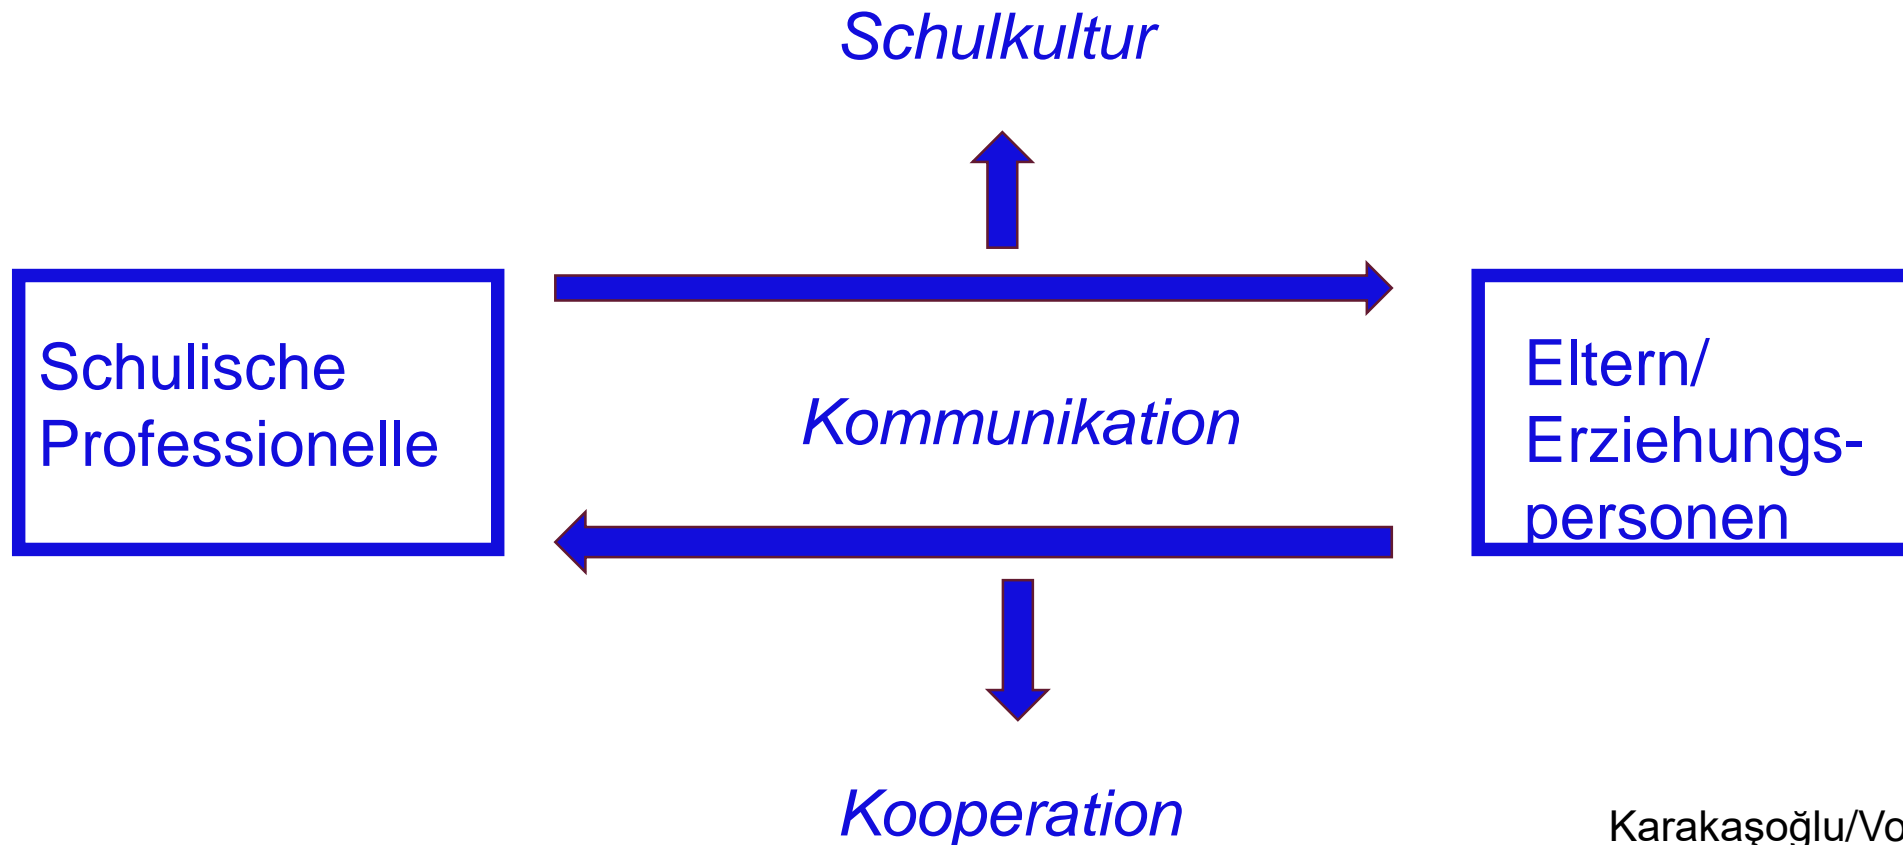 Schulkultur
Schulische
Professionelle
Kommunikation
Eltern/
Erziehungs-
personen
Kooperation
Karakaşoğlu/Vo